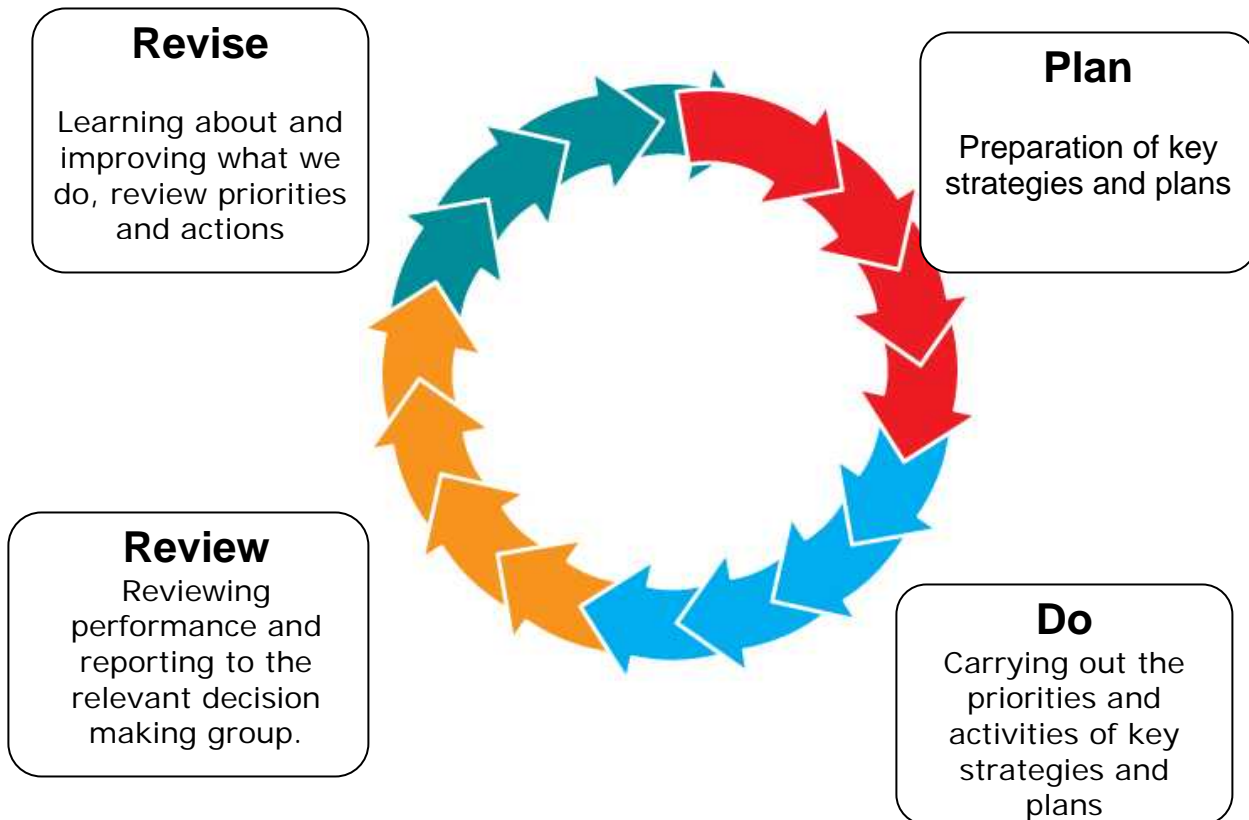 Revise
Learning about and
improving what we
do, review priorities
and actions
Plan
Preparation of key
strategies and plans
Review
Reviewing
performance and
reporting to the
relevant decision
making group.
Do
Carrying out the
priorities and
activities of key
strategies and
plans